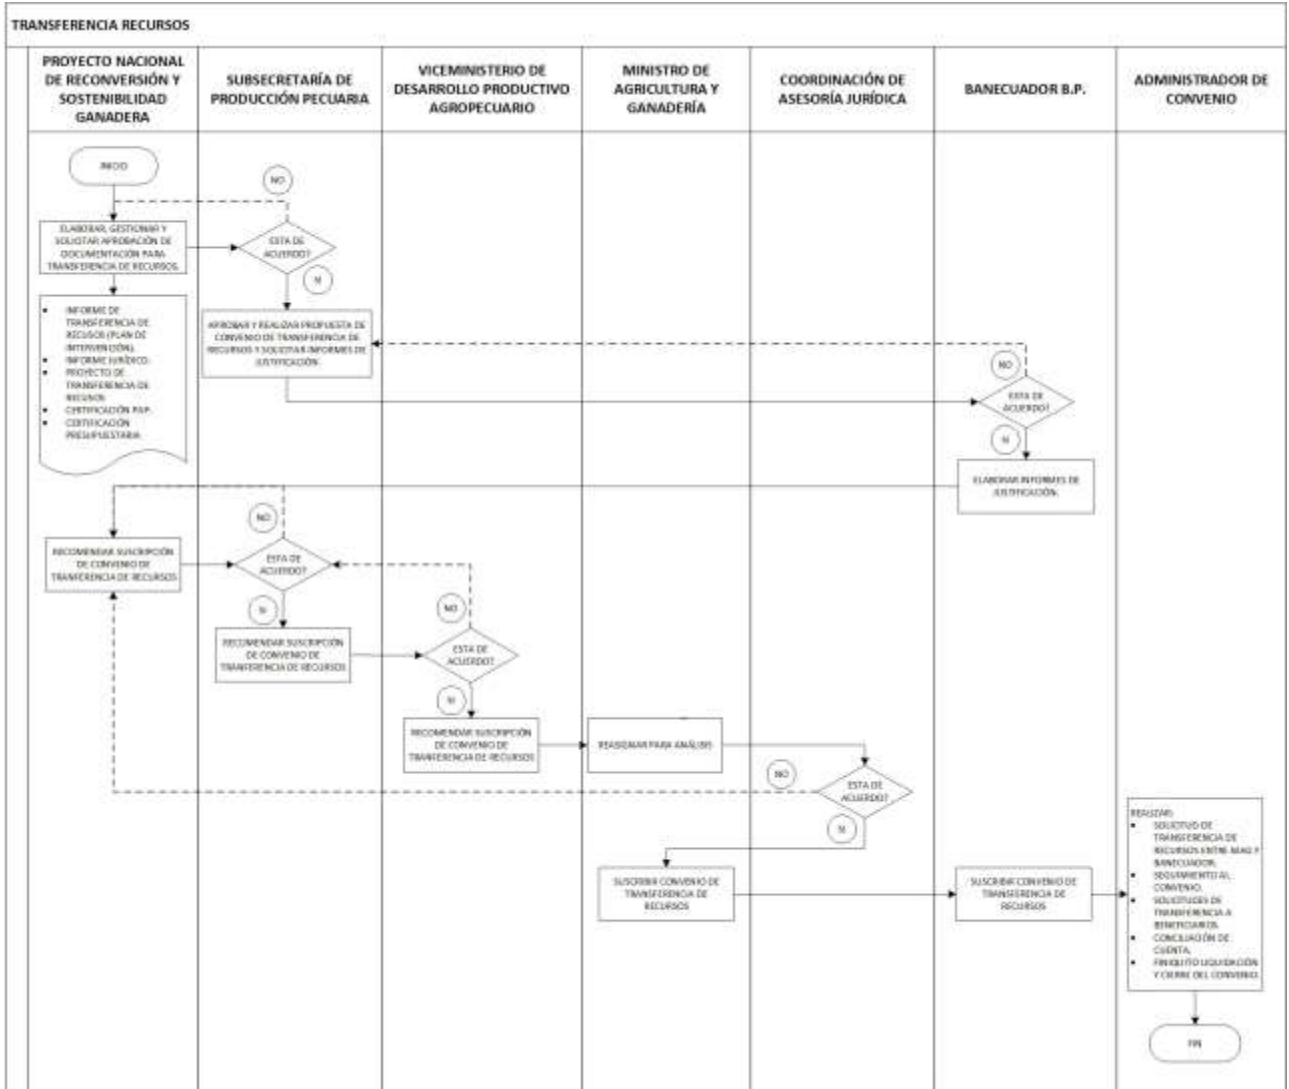 TRANSFERENCIA RECURSOS
PROYECTO NACIONAL
DE RECONVERSIÓN Y
SOSTENIBILIDAD
GANADERA
SUBSECRETARÍA DE
PRODUCCIÓN PECUARIA
VICEMINISTERIO DE
DESARROLLO PRODUCTIVO
AGROPECUARIO
MINISTRO DE
AGRICULTURA Y
GANADERÍA
COORDINACIÓN DE
ASESORÍA JURÍDICA
BANECUADOR B.P.
ADMINISTRADOR DE
CONVENIO
INICIO
NO
ELABORAR, GESTIONAR Y
SOLICITAR APROBACIÓN DE
DOCUMENTACIÓN PARA
TRANSFERENCIA DE RECURSOS.
ESTA DE
ACUERDO?
SI
INFORME DE
TRANSFERENCIA DE
RECUSOS (PLAN DE
INTERVENCIÓN).
INFORME JURÍDICO.
PROYECTO DE
TRANSFERENCIA DE
RECUSOS
CERTIFICACIÓN PAP.
CERTIFICACIÓN
PRESUPUESTARIA
APROBAR Y REALIZAR PROPUESTA DE
CONVENIO DE TRANSFERENCIA DE
RECURSOS Y SOLICITAR INFORMES DE
JUSTIFICACIÓN
NO
ESTA DE
ACUERDO?
SI
ELABORAR INFORMES DE
JUSTIFICACIÓN.
NO
RECOMENDAR SUSCRIPCIÓN
DE CONVENIO DE
TRANFERENCIA DE RECURSOS
ESTA DE
ACUERDO?
SI
RECOMENDAR SUSCRIPCIÓN
DE CONVENIO DE
TRANFERENCIA DE RECURSOS
NO
ESTA DE
ACUERDO?
SI
RECOMENDAR SUSCRIPCIÓN
DE CONVENIO DE
TRANFERENCIA DE RECURSOS
REASIGNAR PARA ANÁLISIS
NO
ESTA DE
ACUERDO?
SI
SUSCRIBIR CONVENIO DE
TRANSFERENCIA DE
RECURSOS
SUSCRIBIR CONVENIO DE
TRANSFERENCIA DE
RECURSOS
REALIZAR:
SOLICITUD DE
TRANSFERENCIA DE
RECURSOS ENTRE MAG Y
BANECUADOR.
SEGUIMIENTO AL
CONVENIO.
SOLICITUDES DE
TRANSFERENCIA A
BENEFICIARIOS.
CONCILIACIÓN DE
CUENTA.
FINIQUITO LIQUIDACIÓN
Y CIERRE DEL CONVENIO.
FIN